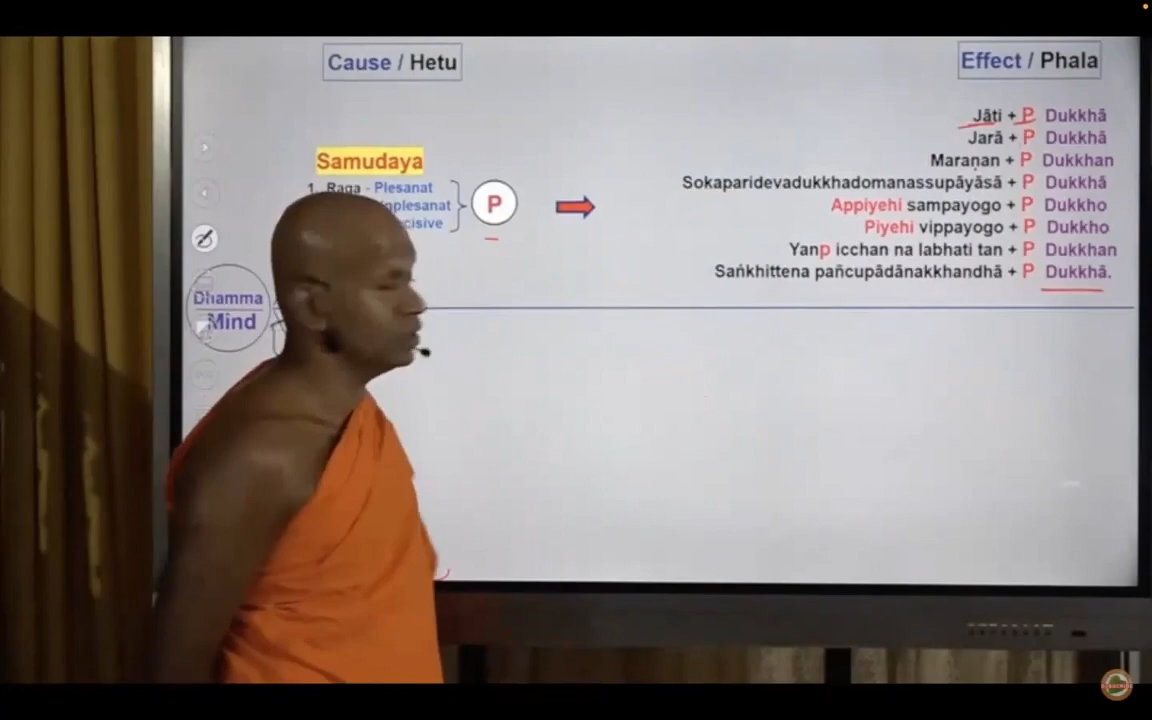 Cause / Hetu
Effect / Phala
Samudaya
1. Raga - Plesanat
cisive
P
Jāti + P Dukkhā
Jarā + P Dukkhā
Maraṇan + P Dukkhan
Sokaparidevadukkhadomanassupāyāsā + P Dukkhā
Appiyehi sampayogo + P Dukkho
Piyehi vippayogo + P Dukkho
Yanp icchan na labhati tan + P Dukkhan
Saṅkhittena pañcupādānakkhandhā + P Dukkhā.
Dhamma
Mind